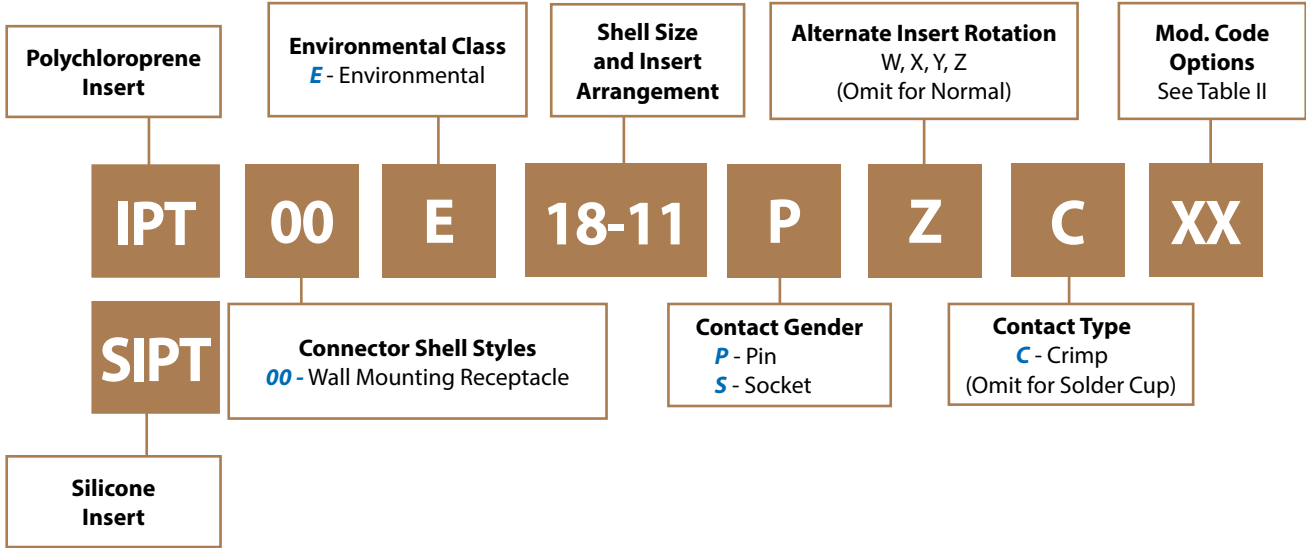 Polychloroprene
Insert
Environmental Class
E - Environmental
Shell Size
and Insert
Arrangement
Alternate Insert Rotation
W, X, Y, Z
(Omit for Normal)
Mod. Code
Options
See Table II
IPT
00
E
18-11
P
Z
C
XX
SIPT
Connector Shell Styles
00 - Wall Mounting Receptacle
Contact Gender
P - Pin
S - Socket
Contact Type
C - Crimp
(Omit for Solder Cup)
Silicone
Insert